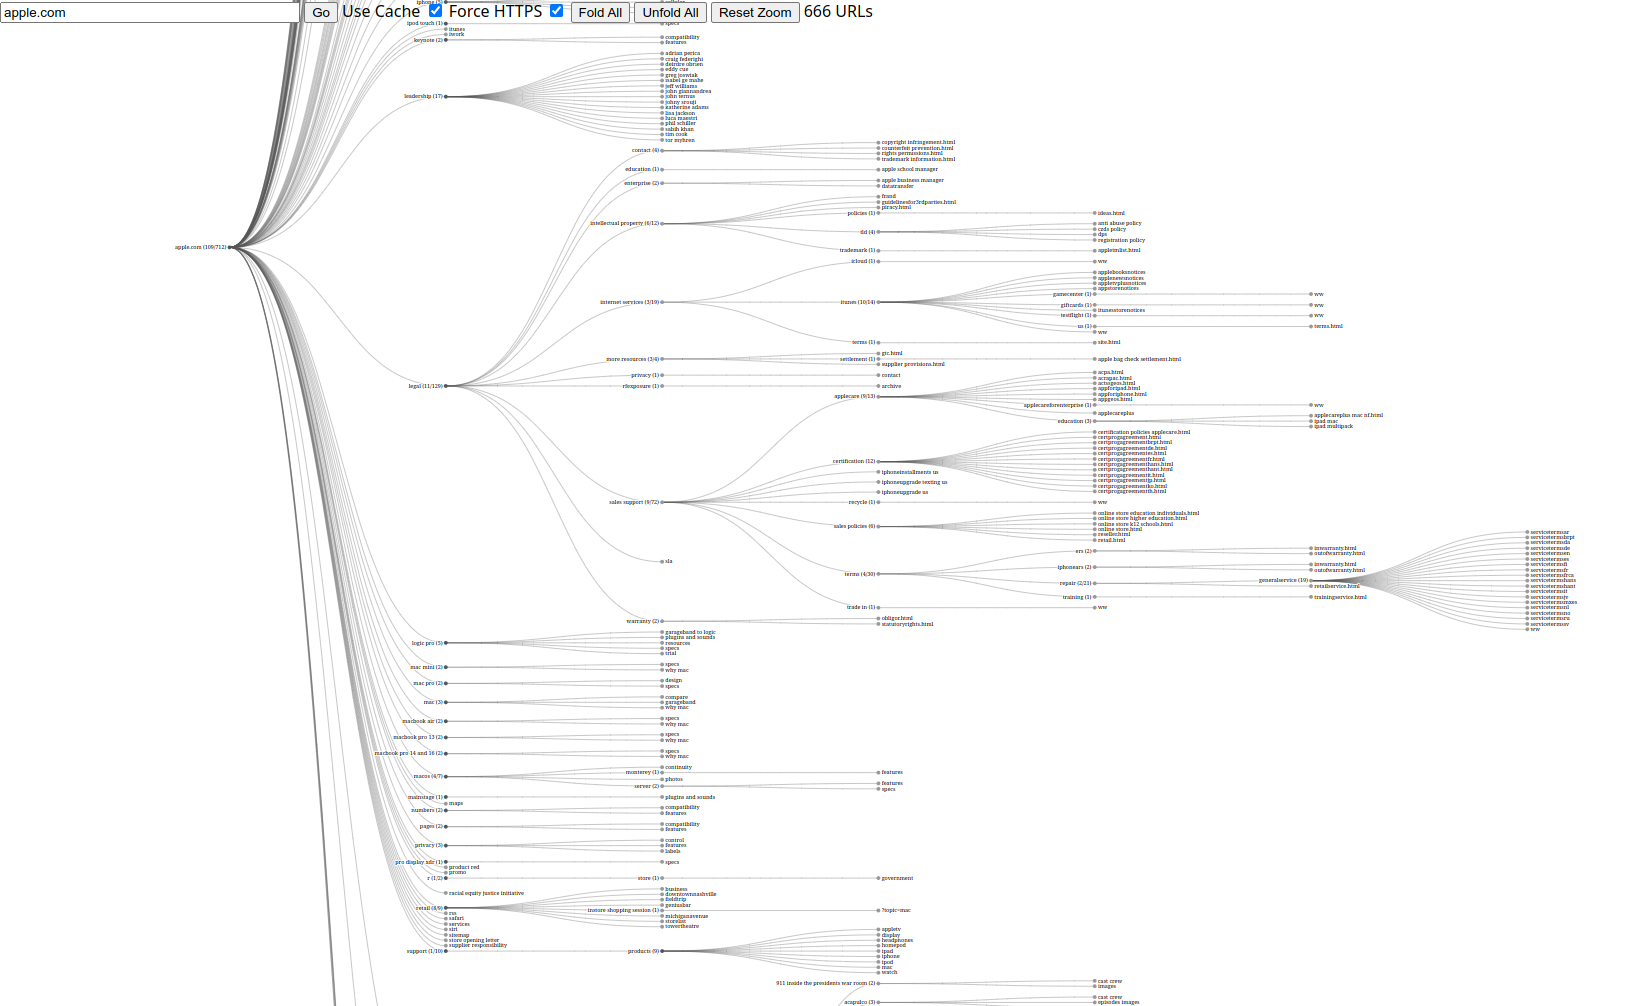 apple.com Go Use Cache Force HTTPS Fold All Unfold All Reset Zoom 666 URLs
ipod touch (1)
specs
itunes
iwork
keynote (2)
compatibility
features
leadership (17)
adrian perica
craig federighi
deirdre obrien
eddy cue
greg joswiak
isabel ge mahe
jeff williams
john giannandrea
john ternus
johny srouji
katherine adams
lisa jackson
luca maestri
phil schiller
sabih khan
tim cook
tor myhren
apple.com (109/712)
legal (11/129)
contact (4)
copyright infringement.html
counterfeit prevention.html
rights permissions.html
trademark information.html
education (1)
apple school manager
enterprise (2)
apple business manager
datatransfer
intellectual property (6/12)
frand
guidelinesfor3rdparties.html
piracy.html
policies (1)
ideas.html
tld (4)
anti abuse policy
czds policy
dps
registration policy
trademark (1)
appletmlist.html
internet services (3/19)
icloud (1)
ww
itunes (10/14)
applebooksnotices
applenewsnotices
appletvplusnotices
appstorenotices
gamecenter (1)
ww
giftcards (1)
ww
itunesstorenotices
testflight (1)
ww
us (1)
terms.html
ww
terms (1)
site.html
more resources (3/4)
gtc.html
settlement (1)
apple bag check settlement.html
supplier provisions.html
privacy (1)
contact
rfexposure (1)
archive
sales support (9/72)
applecare (9/13)
acpa.html
acrapac.html
actsgeos.html
appforipad.html
appforiphone.html
appgeos.html
applecareforenterprise (1)
ww
applecareplus
education (3)
applecareplus mac nf.html
ipad mac
ipad multipack
certification (12)
certification policies applecare.html
certprogagreement.html
certprogagreementbrpt.html
certprogagreementde.html
certprogagreementes.html
certprogagreementfr.html
certprogagreementhans.html
certprogagreementhant.html
certprogagreementit.html
certprogagreementjp.html
certprogagreementko.html
certprogagreementth.html
iphoneinstallments us
iphoneupgrade texting us
iphoneupgrade us
recycle (1)
ww
sales policies (6)
online store education individuals.html
online store higher education.html
online store k12 schools.html
online store.html
reseller.html
retail.html
terms (4/30)
ers (2)
inwarranty.html
outofwarranty.html
iphonears (2)
inwarranty.html
outofwarranty.html
repair (2/21)
generalservice (19)
servicetermsar
servicetermsbrpt
servicetermsda
servicetermsde
servicetermsen
servicetermses
servicetermsfi
servicetermsfr
servicetermsfrca
servicetermshans
servicetermshant
servicetermsit
servicetermsjv
servicetermsmzes
servicetermsnl
servicetermsno
servicetermsru
servicetermssv
ww
retailservice.html
training (1)
trainingservice.html
trade in (1)
ww
sla
warranty (2)
obligor.html
statutoryrights.html
logic pro (5)
garageband to logic
plugins and sounds
resources
specs
trial
mac mini (2)
specs
why mac
mac pro (2)
design
specs
mac (3)
compare
garageband
why mac
macbook air (2)
specs
why mac
macbook pro 13 (2)
specs
why mac
macbook pro 14 and 16 (2)
specs
why mac
macos (4/7)
continuity
monterey (1)
features
photos
server (2)
features
specs
mainstage (1)
plugins and sounds
maps
numbers (2)
compatibility
features
pages (2)
compatibility
features
privacy (3)
control
features
labels
pro display xdr (1)
specs
product red
promo
r (1/2)
store (1)
government
racial equity justice initiative
retail (8/9)
business
downtownnashville
fieldtrip
geniusbar
instore shopping session (1)
?topic=mac
michiganavenue
storelist
towertheatre
rss
safari
services
siri
sitemap
store opening letter
supplier responsibility
support (1/10)
products (9)
appletv
display
headphones
homepod
ipad
iphone
ipod
mac
watch
911 inside the presidents war room (2)
cast crew
images
acapulco (3)
cast crew
episodes images